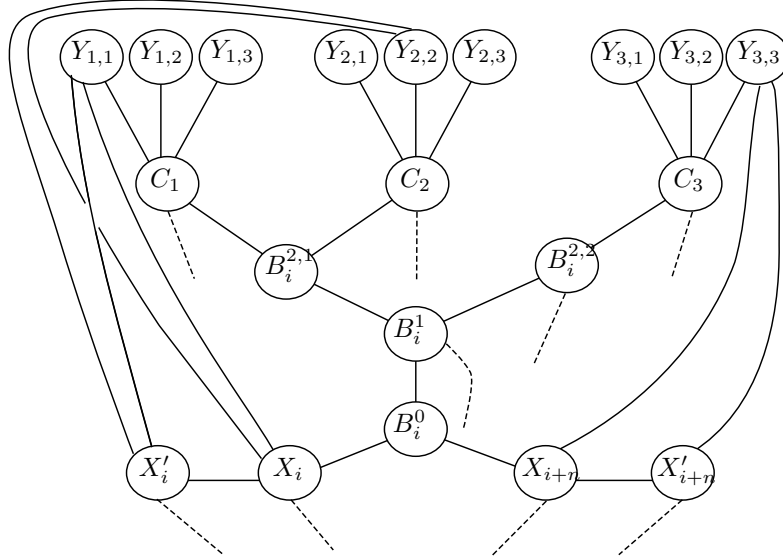 Y_{1,1} Y_{1,2} Y_{1,3} Y_{2,1} Y_{2,2} Y_{2,3} Y_{3,1} Y_{3,2} Y_{3,3}
C_1 C_2 C_3
B_i^{2,1} B_i^{2,2}
B_i^1
B_i^0
X'_i X_i X_{i+n} X'_{i+n}